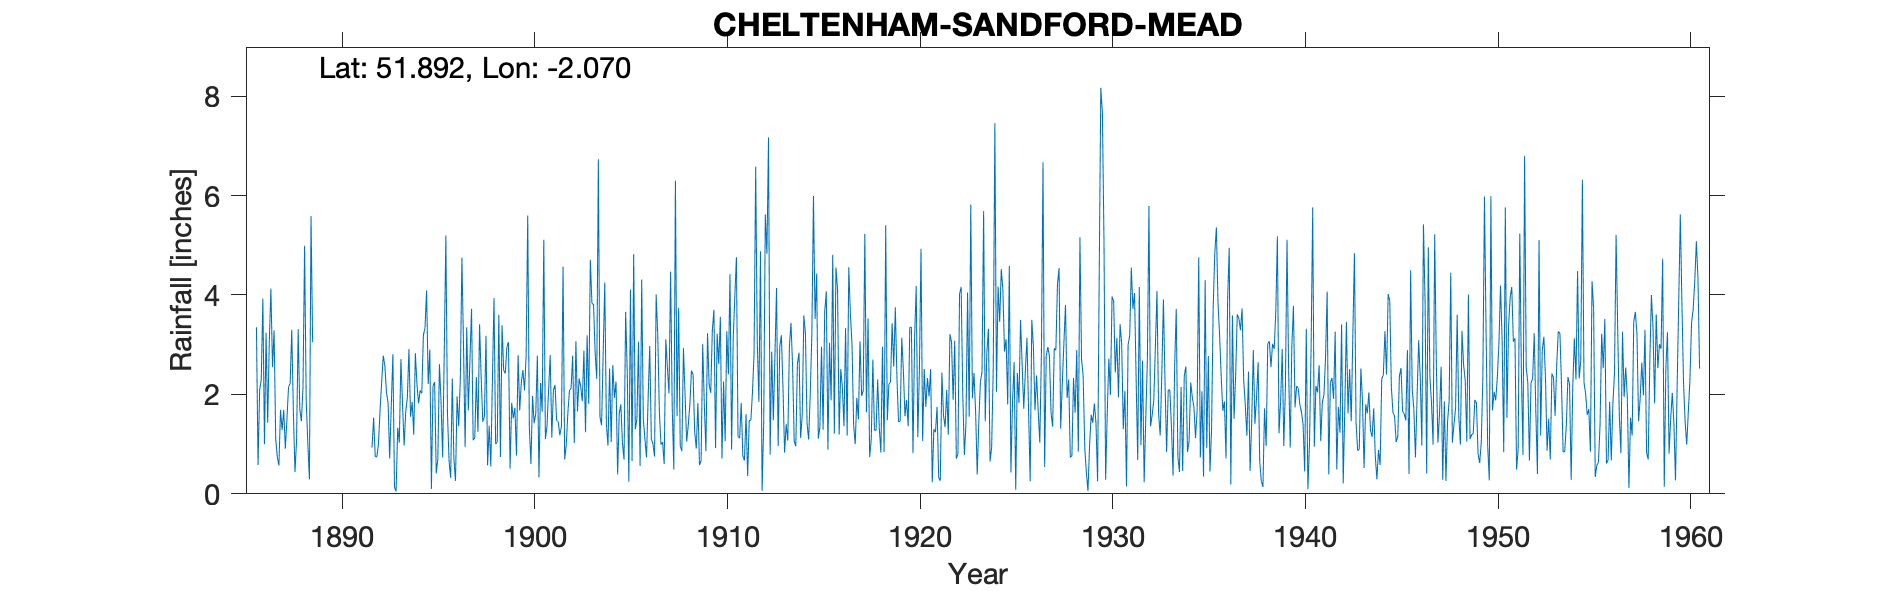 CHELTENHAM-SANDFORD-MEAD
Lat: 51.892, Lon: -2.070
8
6
4
2
0
Rainfall [inches]
1890 1900 1910 1920 1930 1940 1950 1960
Year